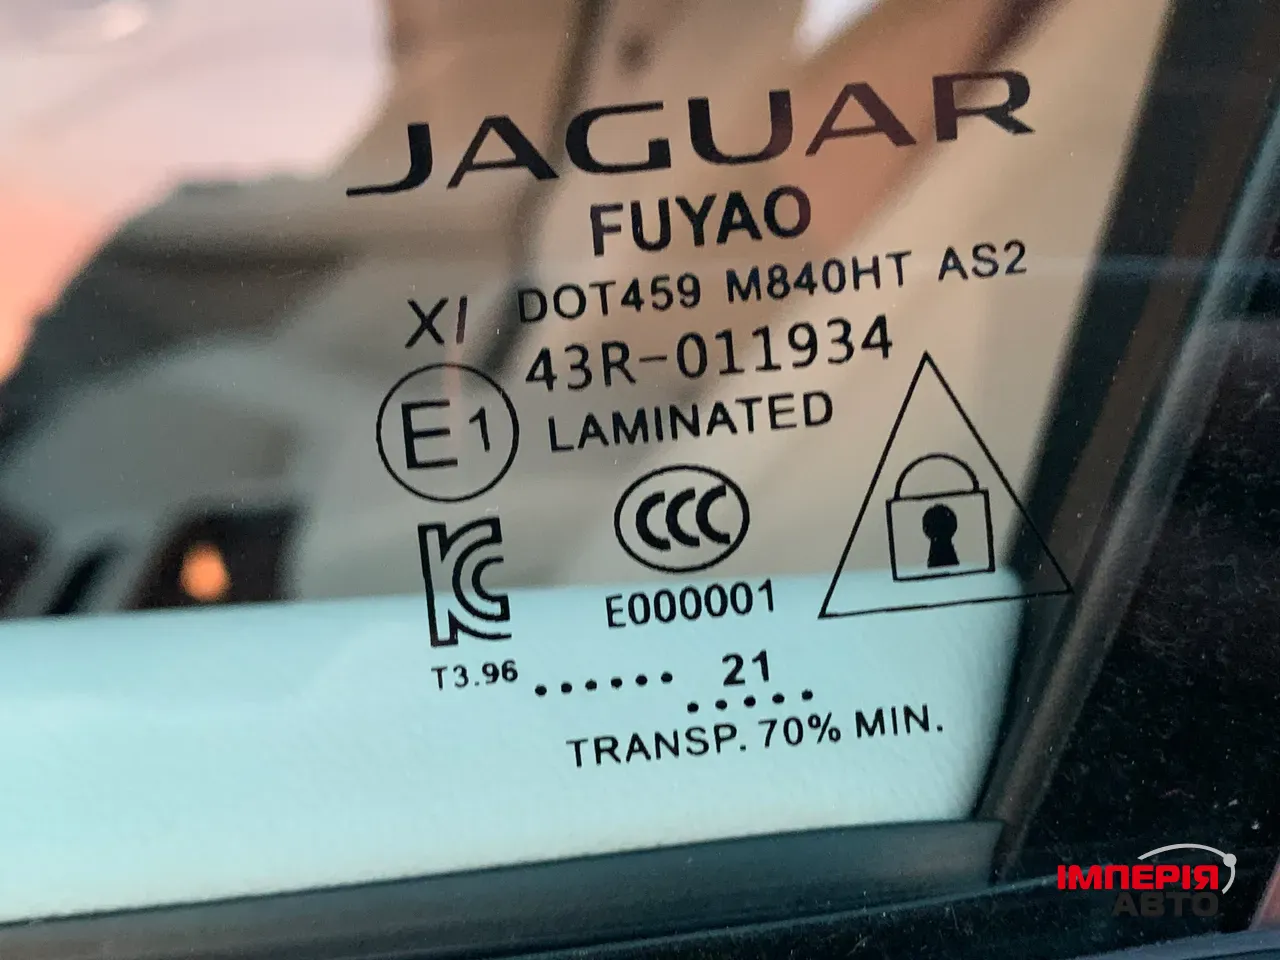 JAGUAR
FUYAO
DOT459 M840HT AS2
XI
43R-011934
E1
LAMINATED
CCC
KC
E000001
T3.96 ...... 21
.....
TRANSP. 70% MIN.
ІМПЕРІЯ
АВТО